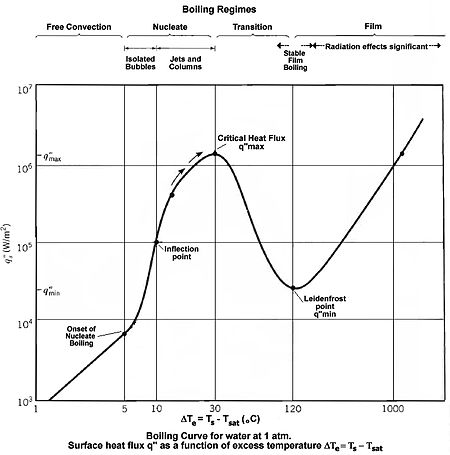 Boiling Regimes
Free Convection Nucleate Transition Film
Isolated Bubbles Jets and Columns Stable Film Boiling Radiation effects significant
10⁷
q"max
Critical Heat Flux
q"max
10⁶
q"s (W/m²)
10⁵
Inflection
point
q"min
Leidenfrost
point
q"min
10⁴
Onset of
Nucleate
Boiling
10³
1 5 10 30 120 1000
ΔTe = Ts - Tsat (oC)
Boiling Curve for water at 1 atm.
Surface heat flux q" as a function of excess temperature ΔTe = Ts - Tsat